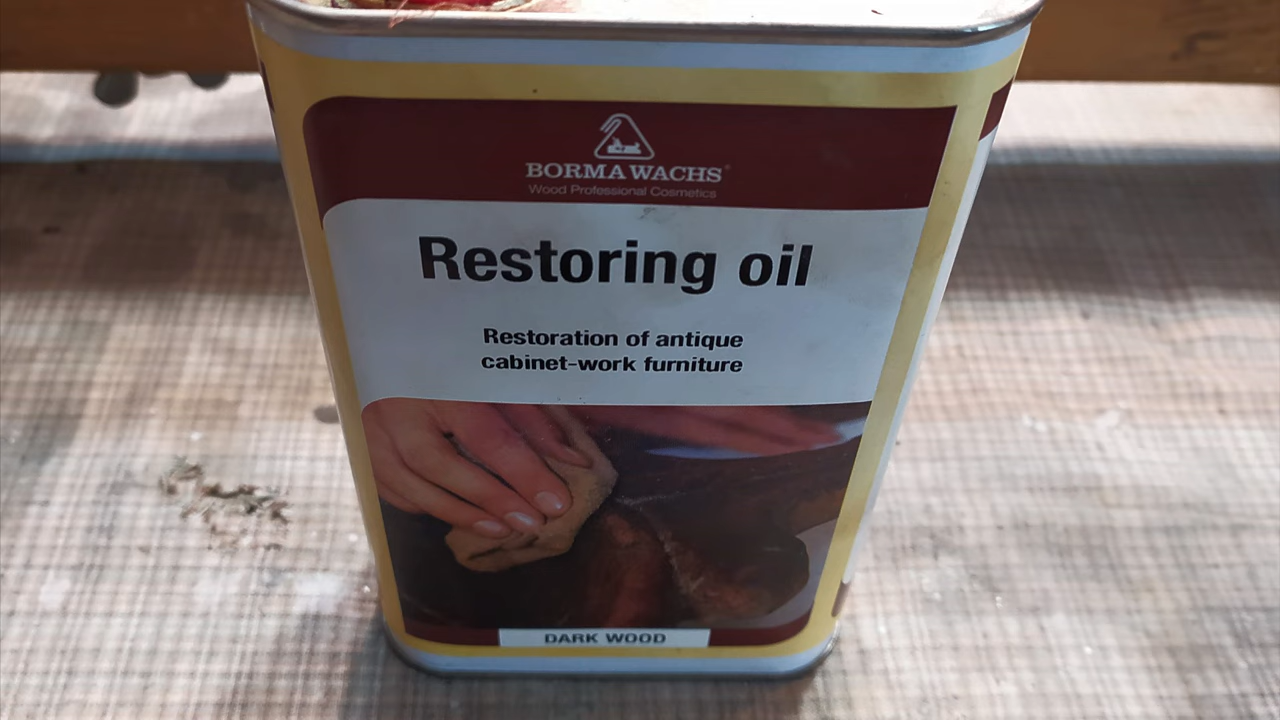 BORMA WACHS®
Wood Professional Cosmetics
Restoring oil
Restoration of antique
cabinet-work furniture
DARK WOOD